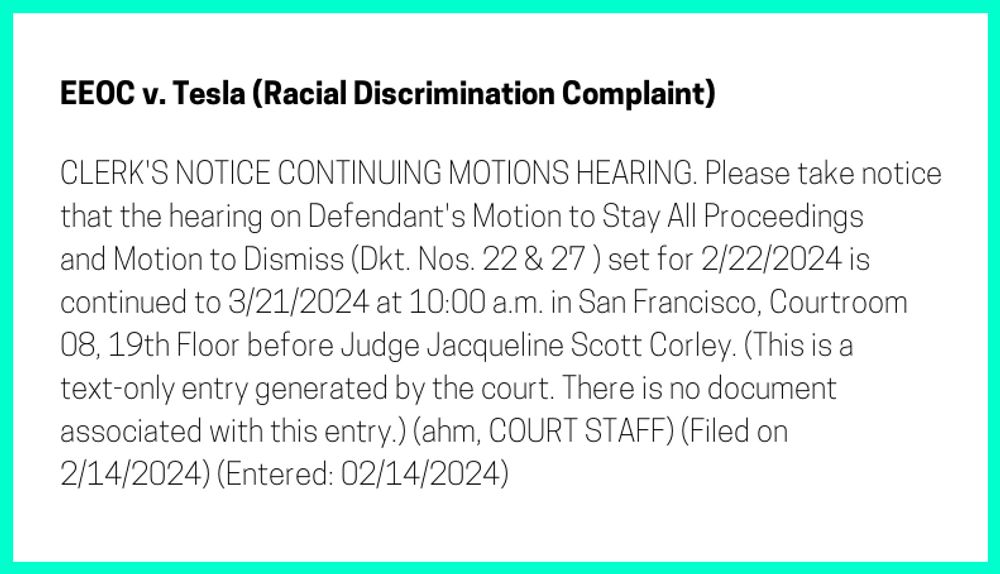 EEOC v. Tesla (Racial Discrimination Complaint)
CLERK'S NOTICE CONTINUING MOTIONS HEARING. Please take notice
that the hearing on Defendant's Motion to Stay All Proceedings
and Motion to Dismiss (Dkt. Nos. 22 & 27 ) set for 2/22/2024 is
continued to 3/21/2024 at 10:00 a.m. in San Francisco, Courtroom
08, 19th Floor before Judge Jacqueline Scott Corley. (This is a
text-only entry generated by the court. There is no document
associated with this entry.) (ahm, COURT STAFF) (Filed on
2/14/2024) (Entered: 02/14/2024)